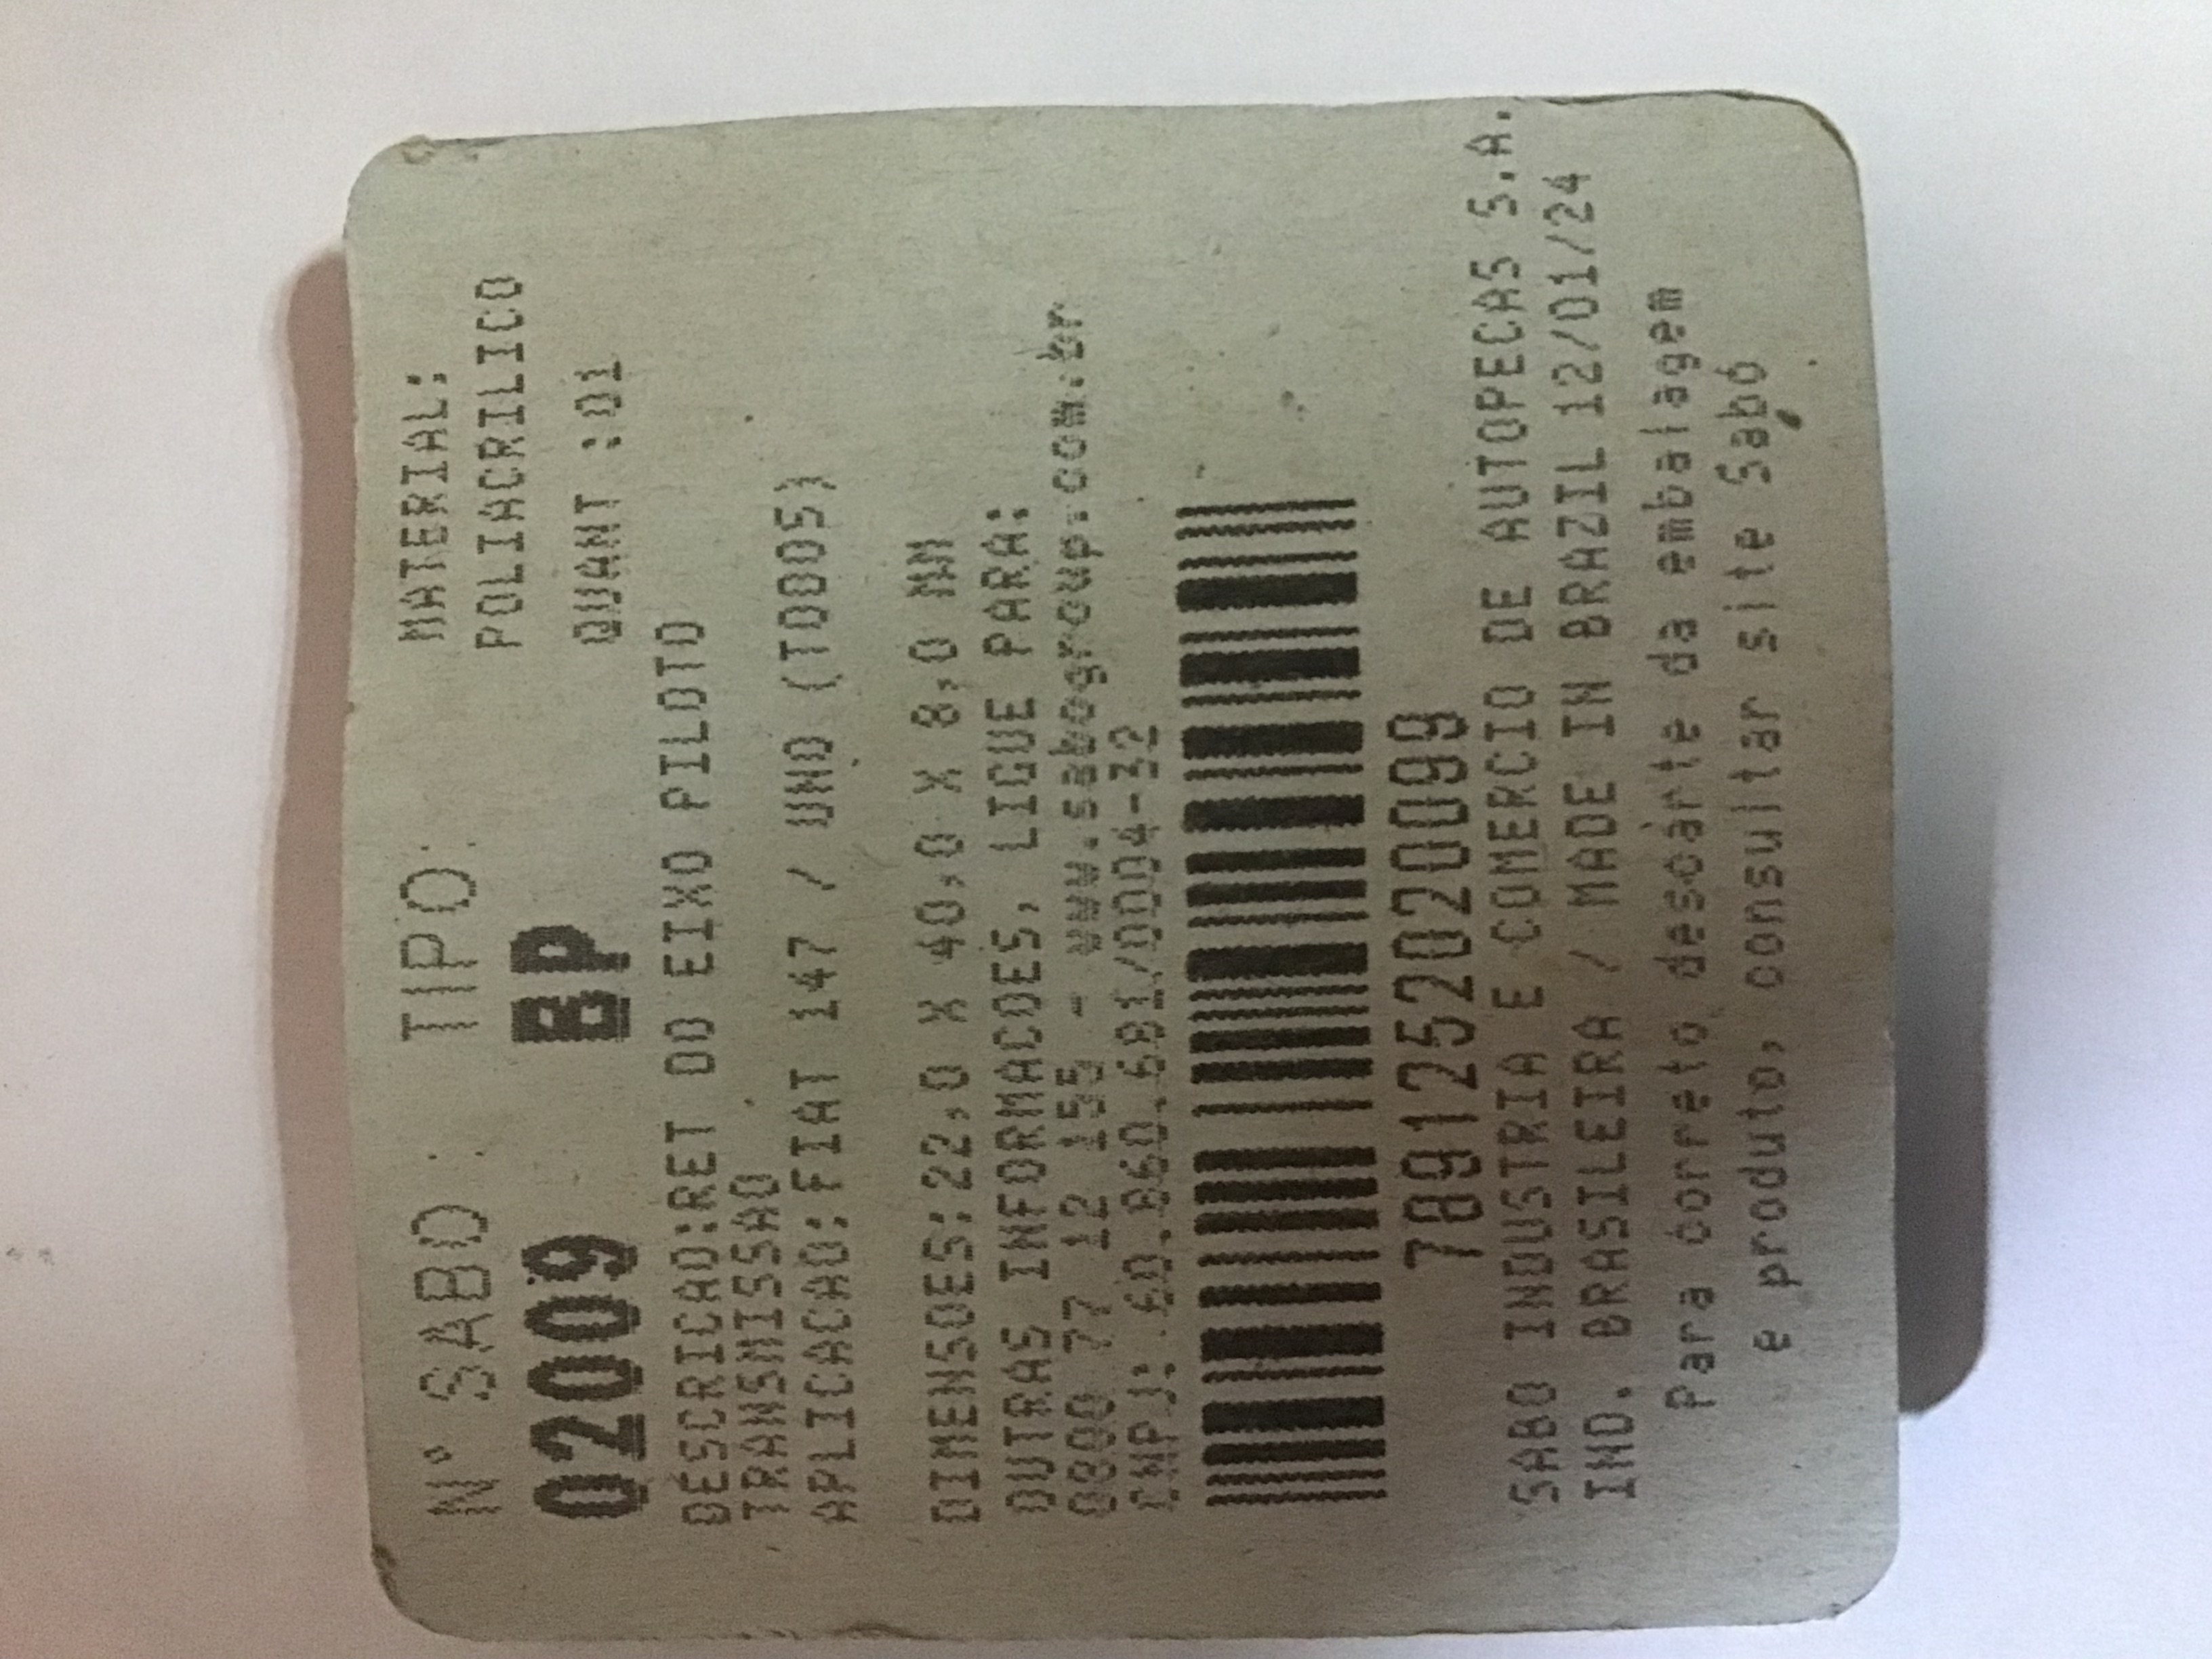 N° SABO TIPO MATERIAL:
02009 BP POLIACRILICO
QUANT :01
DESCRICAO:RET DO EIXO PILOTO
TRANSMISSAO
APLICACAO:FIAT 147 / UNO (TODOS)
DIMENSOES:22,0 X 40,0 X 8,0 MM
OUTRAS INFORMACOES, LIGUE PARA:
0800 77 12 155 - www.sabogroup.com.br
CNPJ: 60.860.681/0004-32
7891252020099
SABO INDUSTRIA E COMERCIO DE AUTOPECAS S.A.
IND. BRASILEIRA / MADE IN BRAZIL 12/01/24
Para correto descarte da embalagem
e produto, consultar site Sabó